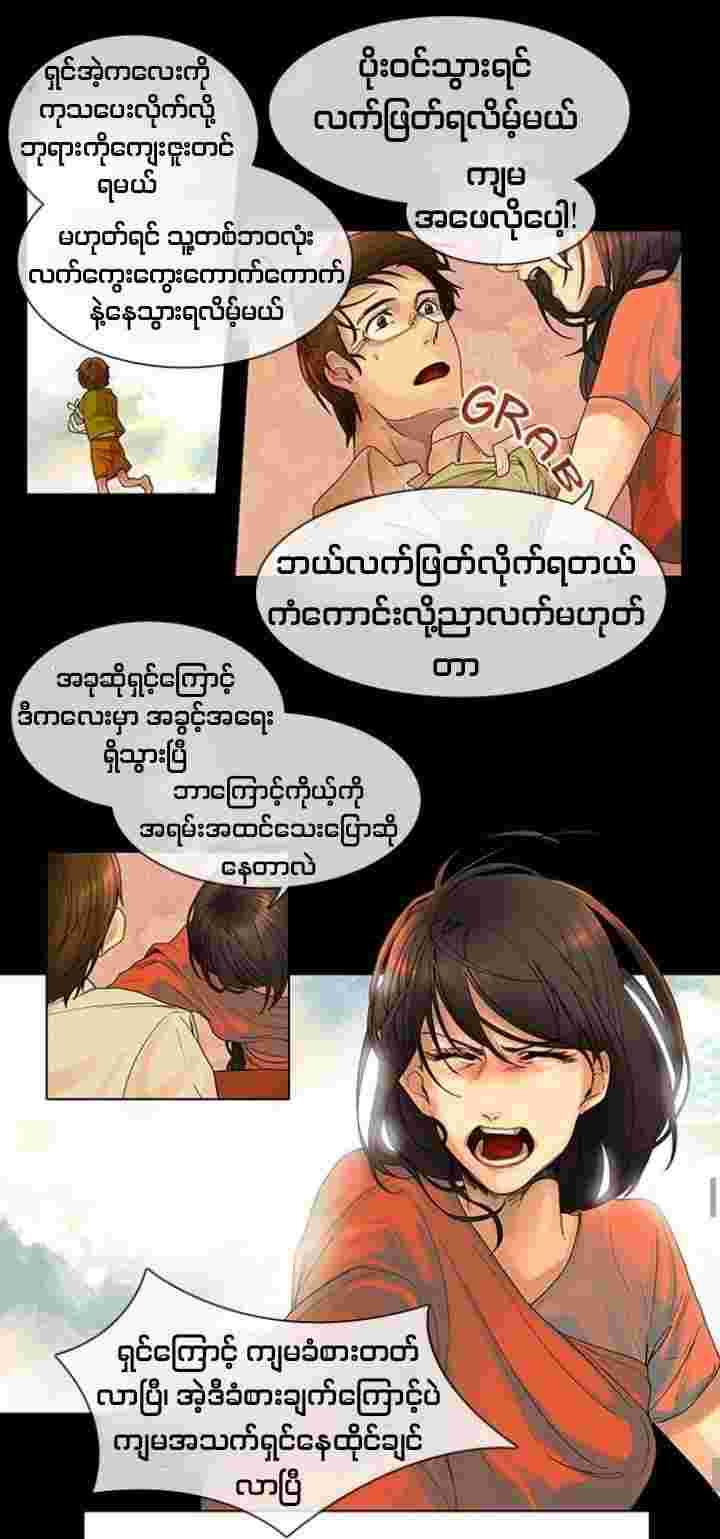 ရှင်အဲ့ကလေးကို
ကုသပေးလိုက်လို့
ဘုရားကိုကျေးဇူးတင်
ရမယ်
မဟုတ်ရင် သူ့တစ်ဘဝလုံး
လက်ကွေးကွေးကောက်ကောက်
နဲ့နေသွားရလိမ့်မယ်
ပိုးဝင်သွားရင်
လက်ဖြတ်ရလိမ့်မယ်
ကျမ
အဖေလိုပေါ့!
GRAB
ဘယ်လက်ဖြတ်လိုက်ရတယ်
ကံကောင်းလို့ညာလက်မဟုတ်
တာ
အခုဆိုရှင့်ကြောင့်
ဒီကလေးမှာ အခွင့်အရေး
ရှိသွားပြီ
ဘာကြောင့်ကိုယ့်ကို
အရမ်းအထင်သေးပြောဆို
နေတာလဲ
ရှင်ကြောင့် ကျမခံစားတတ်
လာပြီ၊ အဲ့ဒီခံစားချက်ကြောင့်ပဲ
ကျမအသက်ရှင်နေထိုင်ချင်
လာပြီ